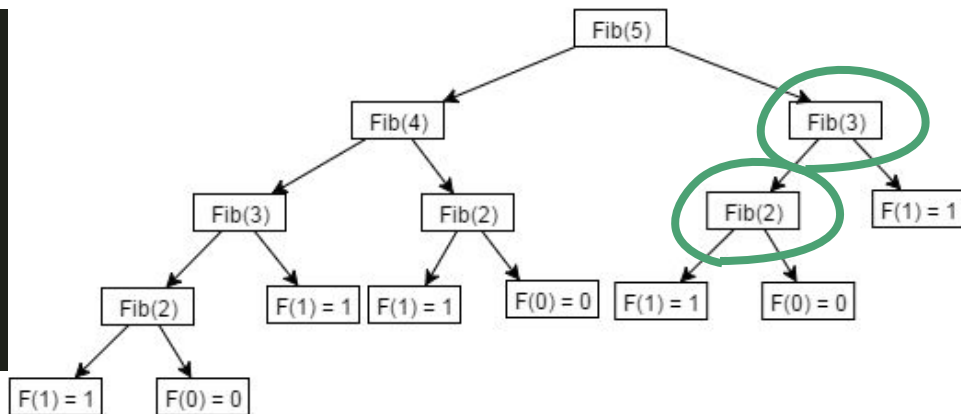 Fib(5)
Fib(4)
Fib(3)
Fib(3)
Fib(2)
Fib(2)
F(1) = 1
Fib(2)
F(1) = 1
F(1) = 1
F(0) = 0
F(1) = 1
F(0) = 0
F(1) = 1
F(0) = 0